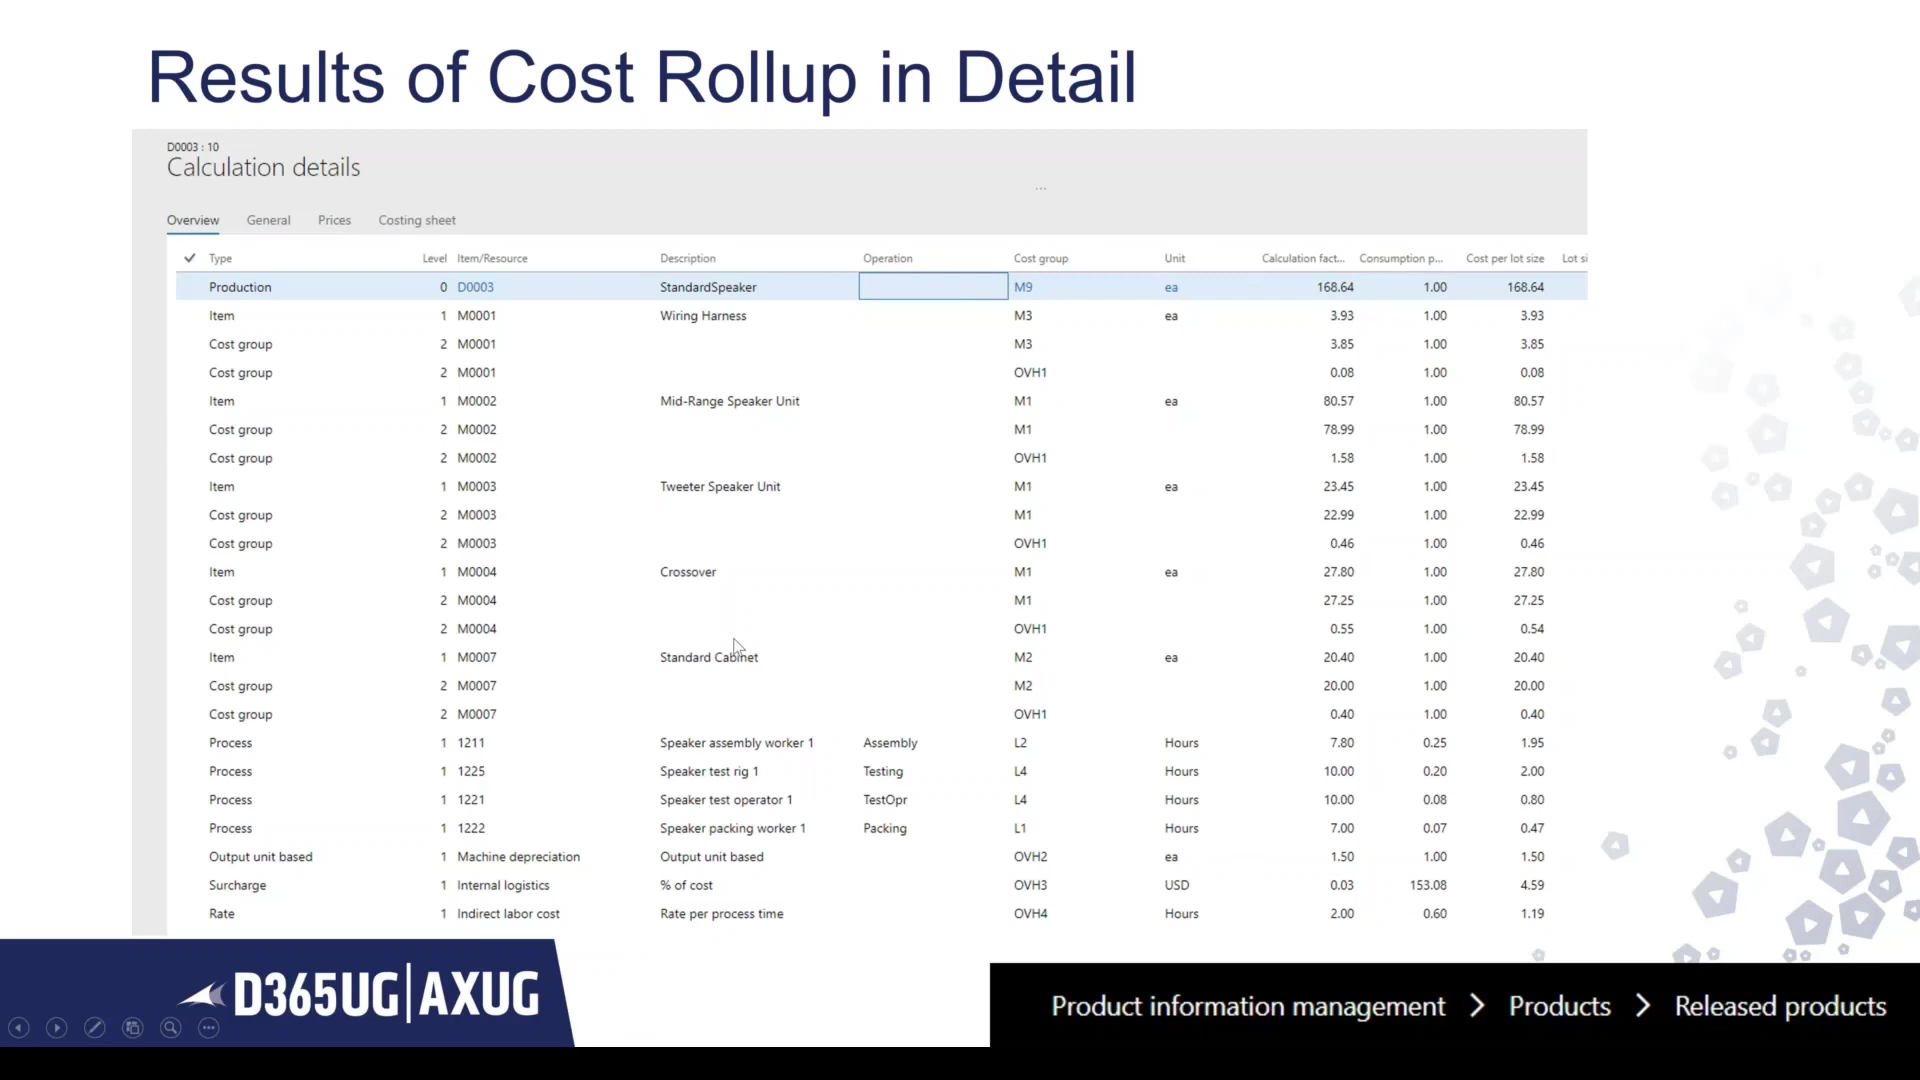 Results of Cost Rollup in Detail
D0003 : 10
Calculation details
...
Overview General Prices Costing sheet
Type Level Item/Resource Description Operation Cost group Unit Calculation fact... Consumption p... Cost per lot size Lot si
Production 0 D0003 StandardSpeaker M9 ea 168.64 1.00 168.64
Item 1 M0001 Wiring Harness M3 ea 3.93 1.00 3.93
Cost group 2 M0001 M3 3.85 1.00 3.85
Cost group 2 M0001 OVH1 0.08 1.00 0.08
Item 1 M0002 Mid-Range Speaker Unit M1 ea 80.57 1.00 80.57
Cost group 2 M0002 M1 78.99 1.00 78.99
Cost group 2 M0002 OVH1 1.58 1.00 1.58
Item 1 M0003 Tweeter Speaker Unit M1 ea 23.45 1.00 23.45
Cost group 2 M0003 M1 22.99 1.00 22.99
Cost group 2 M0003 OVH1 0.46 1.00 0.46
Item 1 M0004 Crossover M1 ea 27.80 1.00 27.80
Cost group 2 M0004 M1 27.25 1.00 27.25
Cost group 2 M0004 OVH1 0.55 1.00 0.54
Item 1 M0007 Standard Cabinet M2 ea 20.40 1.00 20.40
Cost group 2 M0007 M2 20.00 1.00 20.00
Cost group 2 M0007 OVH1 0.40 1.00 0.40
Process 1 1211 Speaker assembly worker 1 Assembly L2 Hours 7.80 0.25 1.95
Process 1 1225 Speaker test rig 1 Testing L4 Hours 10.00 0.20 2.00
Process 1 1221 Speaker test operator 1 TestOpr L4 Hours 10.00 0.08 0.80
Process 1 1222 Speaker packing worker 1 Packing L1 Hours 7.00 0.07 0.47
Output unit based 1 Machine depreciation Output unit based OVH2 ea 1.50 1.00 1.50
Surcharge 1 Internal logistics % of cost OVH3 USD 0.03 153.08 4.59
Rate 1 Indirect labor cost Rate per process time OVH4 Hours 2.00 0.60 1.19
D365UG|AXUG
Product information management > Products > Released products